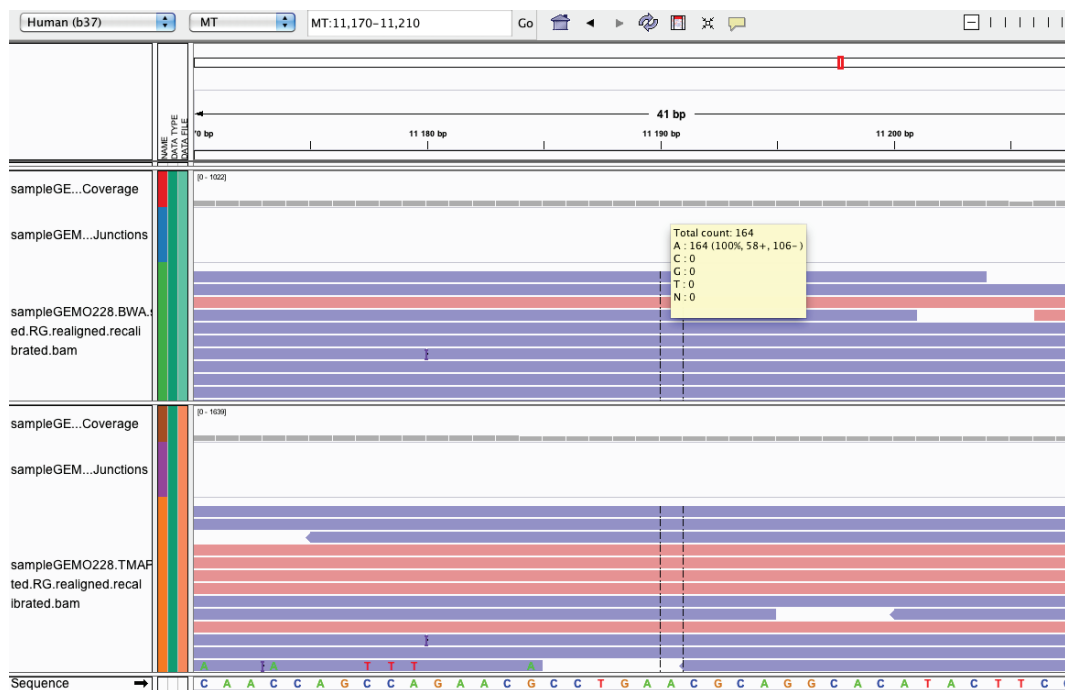 Human (b37) MT MT:11,170-11,210 Go
41 bp
'0 bp 11 180 bp 11 190 bp 11 200 bp
NAME
DATA TYPE
DATA FILE
sampleGE...Coverage [0 - 1022]
sampleGEM...Junctions
Total count: 164
A : 164 (100%, 58+, 106- )
C : 0
G : 0
T : 0
N : 0
sampleGEMO228.BWA.s
ed.RG.realigned.recali
brated.bam
sampleGE...Coverage [0 - 1639]
sampleGEM...Junctions
sampleGEMO228.TMAP
ted.RG.realigned.recal
ibrated.bam
A A T T T A
Sequence C A A C C A G C C A G A A C G C C T G A A C G C A G G C A C A T A C T T C